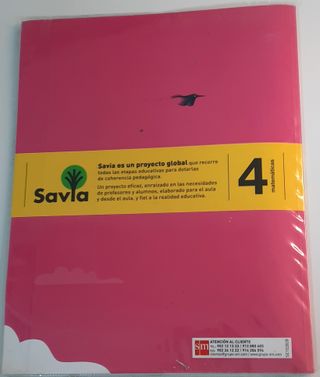 Savia es un proyecto global que recorre
todas las etapas educativas para dotarlas
de coherencia pedagógica.
Un proyecto eficaz, enraizado en las necesidades
de profesores y alumnos, elaborado para el aula
y desde el aula, y fiel a la realidad educativa.
Savia
4
matemáticas
sm
ATENCIÓN AL CLIENTE